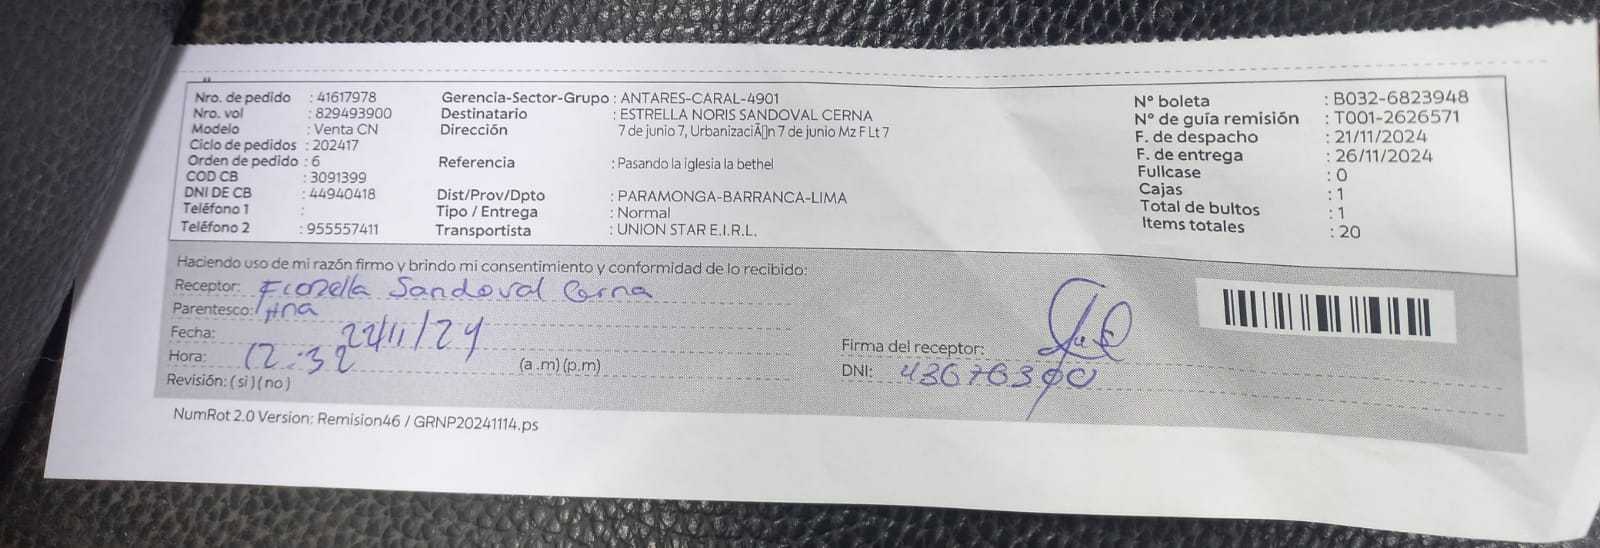 Nro. de pedido : 41617978 Gerencia-Sector-Grupo : ANTARES-CARAL-4901 N° boleta : B032-6823948
Nro. vol : 829493900 Destinatario : ESTRELLA NORIS SANDOVAL CERNA N° de guía remisión : T001-2626571
Modelo : Venta CN Dirección 7 de junio 7, UrbanizaciÃ[]n 7 de junio Mz F Lt 7 F. de despacho : 21/11/2024
Ciclo de pedidos : 202417 F. de entrega : 26/11/2024
Orden de pedido : 6 Referencia : Pasando la iglesia la bethel Fullcase : 0
COD CB : 3091399 Cajas : 1
DNI DE CB : 44940418 Dist/Prov/Dpto : PARAMONGA-BARRANCA-LIMA Total de bultos : 1
Teléfono 1 : Tipo / Entrega : Normal Items totales : 20
Teléfono 2 : 955557411 Transportista : UNION STAR E.I.R.L.
Haciendo uso de mi razón firmo y brindo mi consentimiento y conformidad de lo recibido:
Receptor: Fiorella Sandoval Cerna
Parentesco: Hna
Fecha: 22/11/24
Hora: 12:32 (a .m) (p.m)
Revisión: ( si ) ( no )
Firma del receptor:
DNI:
NumRot 2.0 Version: Remision46 / GRNP20241114.ps